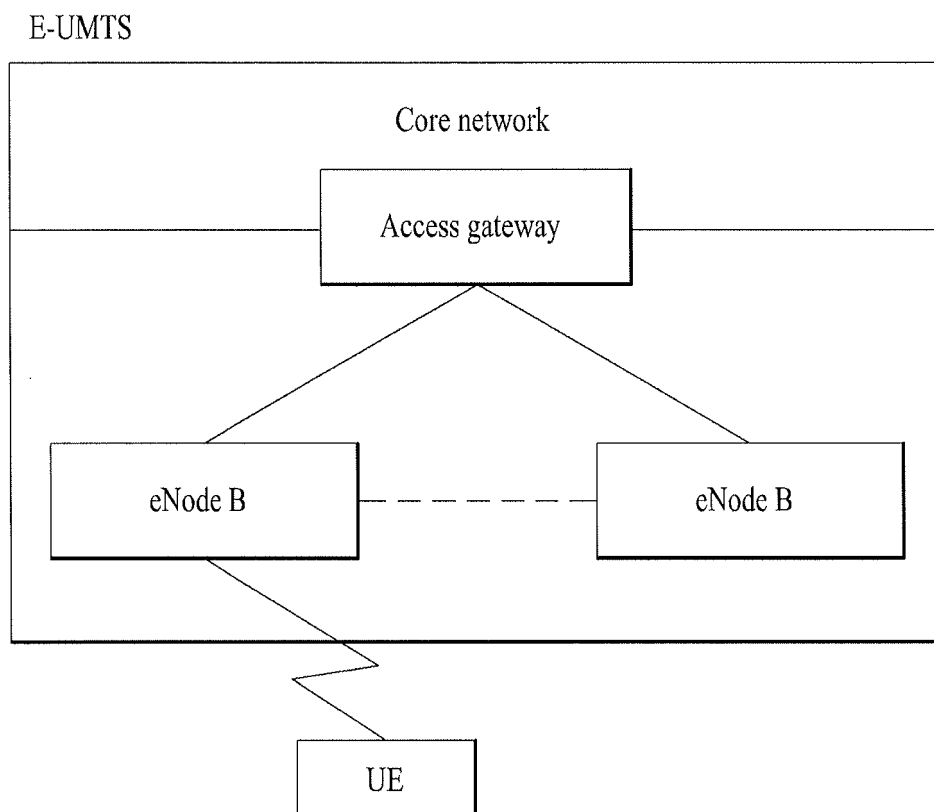 E-UMTS
Core network
Access gateway
eNode B
eNode B
UE